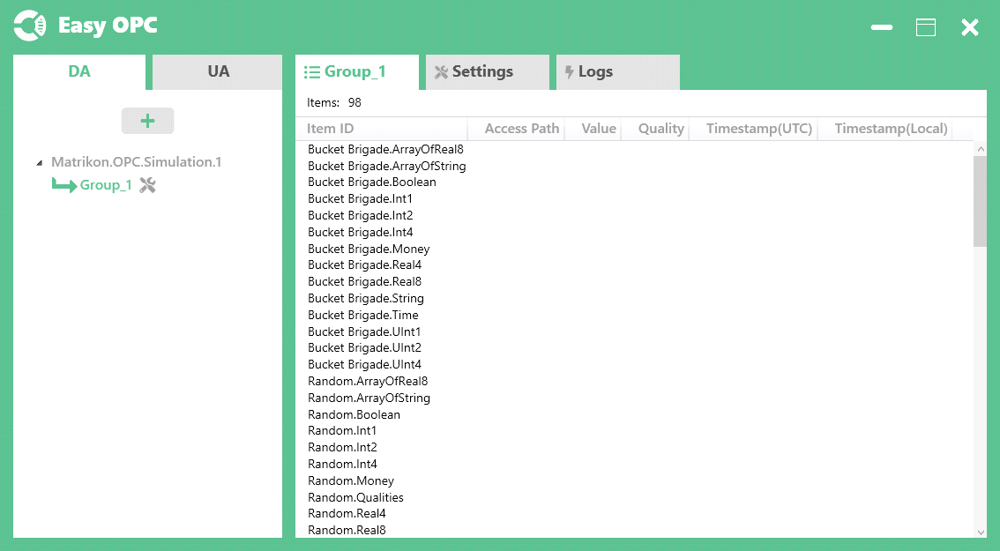 Easy OPC
DA
UA
Group_1
Settings
Logs
Items: 98
Item ID Access Path Value Quality Timestamp(UTC) Timestamp(Local)
Matrikon.OPC.Simulation.1
Group_1
Bucket Brigade.ArrayOfReal8
Bucket Brigade.ArrayOfString
Bucket Brigade.Boolean
Bucket Brigade.Int1
Bucket Brigade.Int2
Bucket Brigade.Int4
Bucket Brigade.Money
Bucket Brigade.Real4
Bucket Brigade.Real8
Bucket Brigade.String
Bucket Brigade.Time
Bucket Brigade.UInt1
Bucket Brigade.UInt2
Bucket Brigade.UInt4
Random.ArrayOfReal8
Random.ArrayOfString
Random.Boolean
Random.Int1
Random.Int2
Random.Int4
Random.Money
Random.Qualities
Random.Real4
Random.Real8